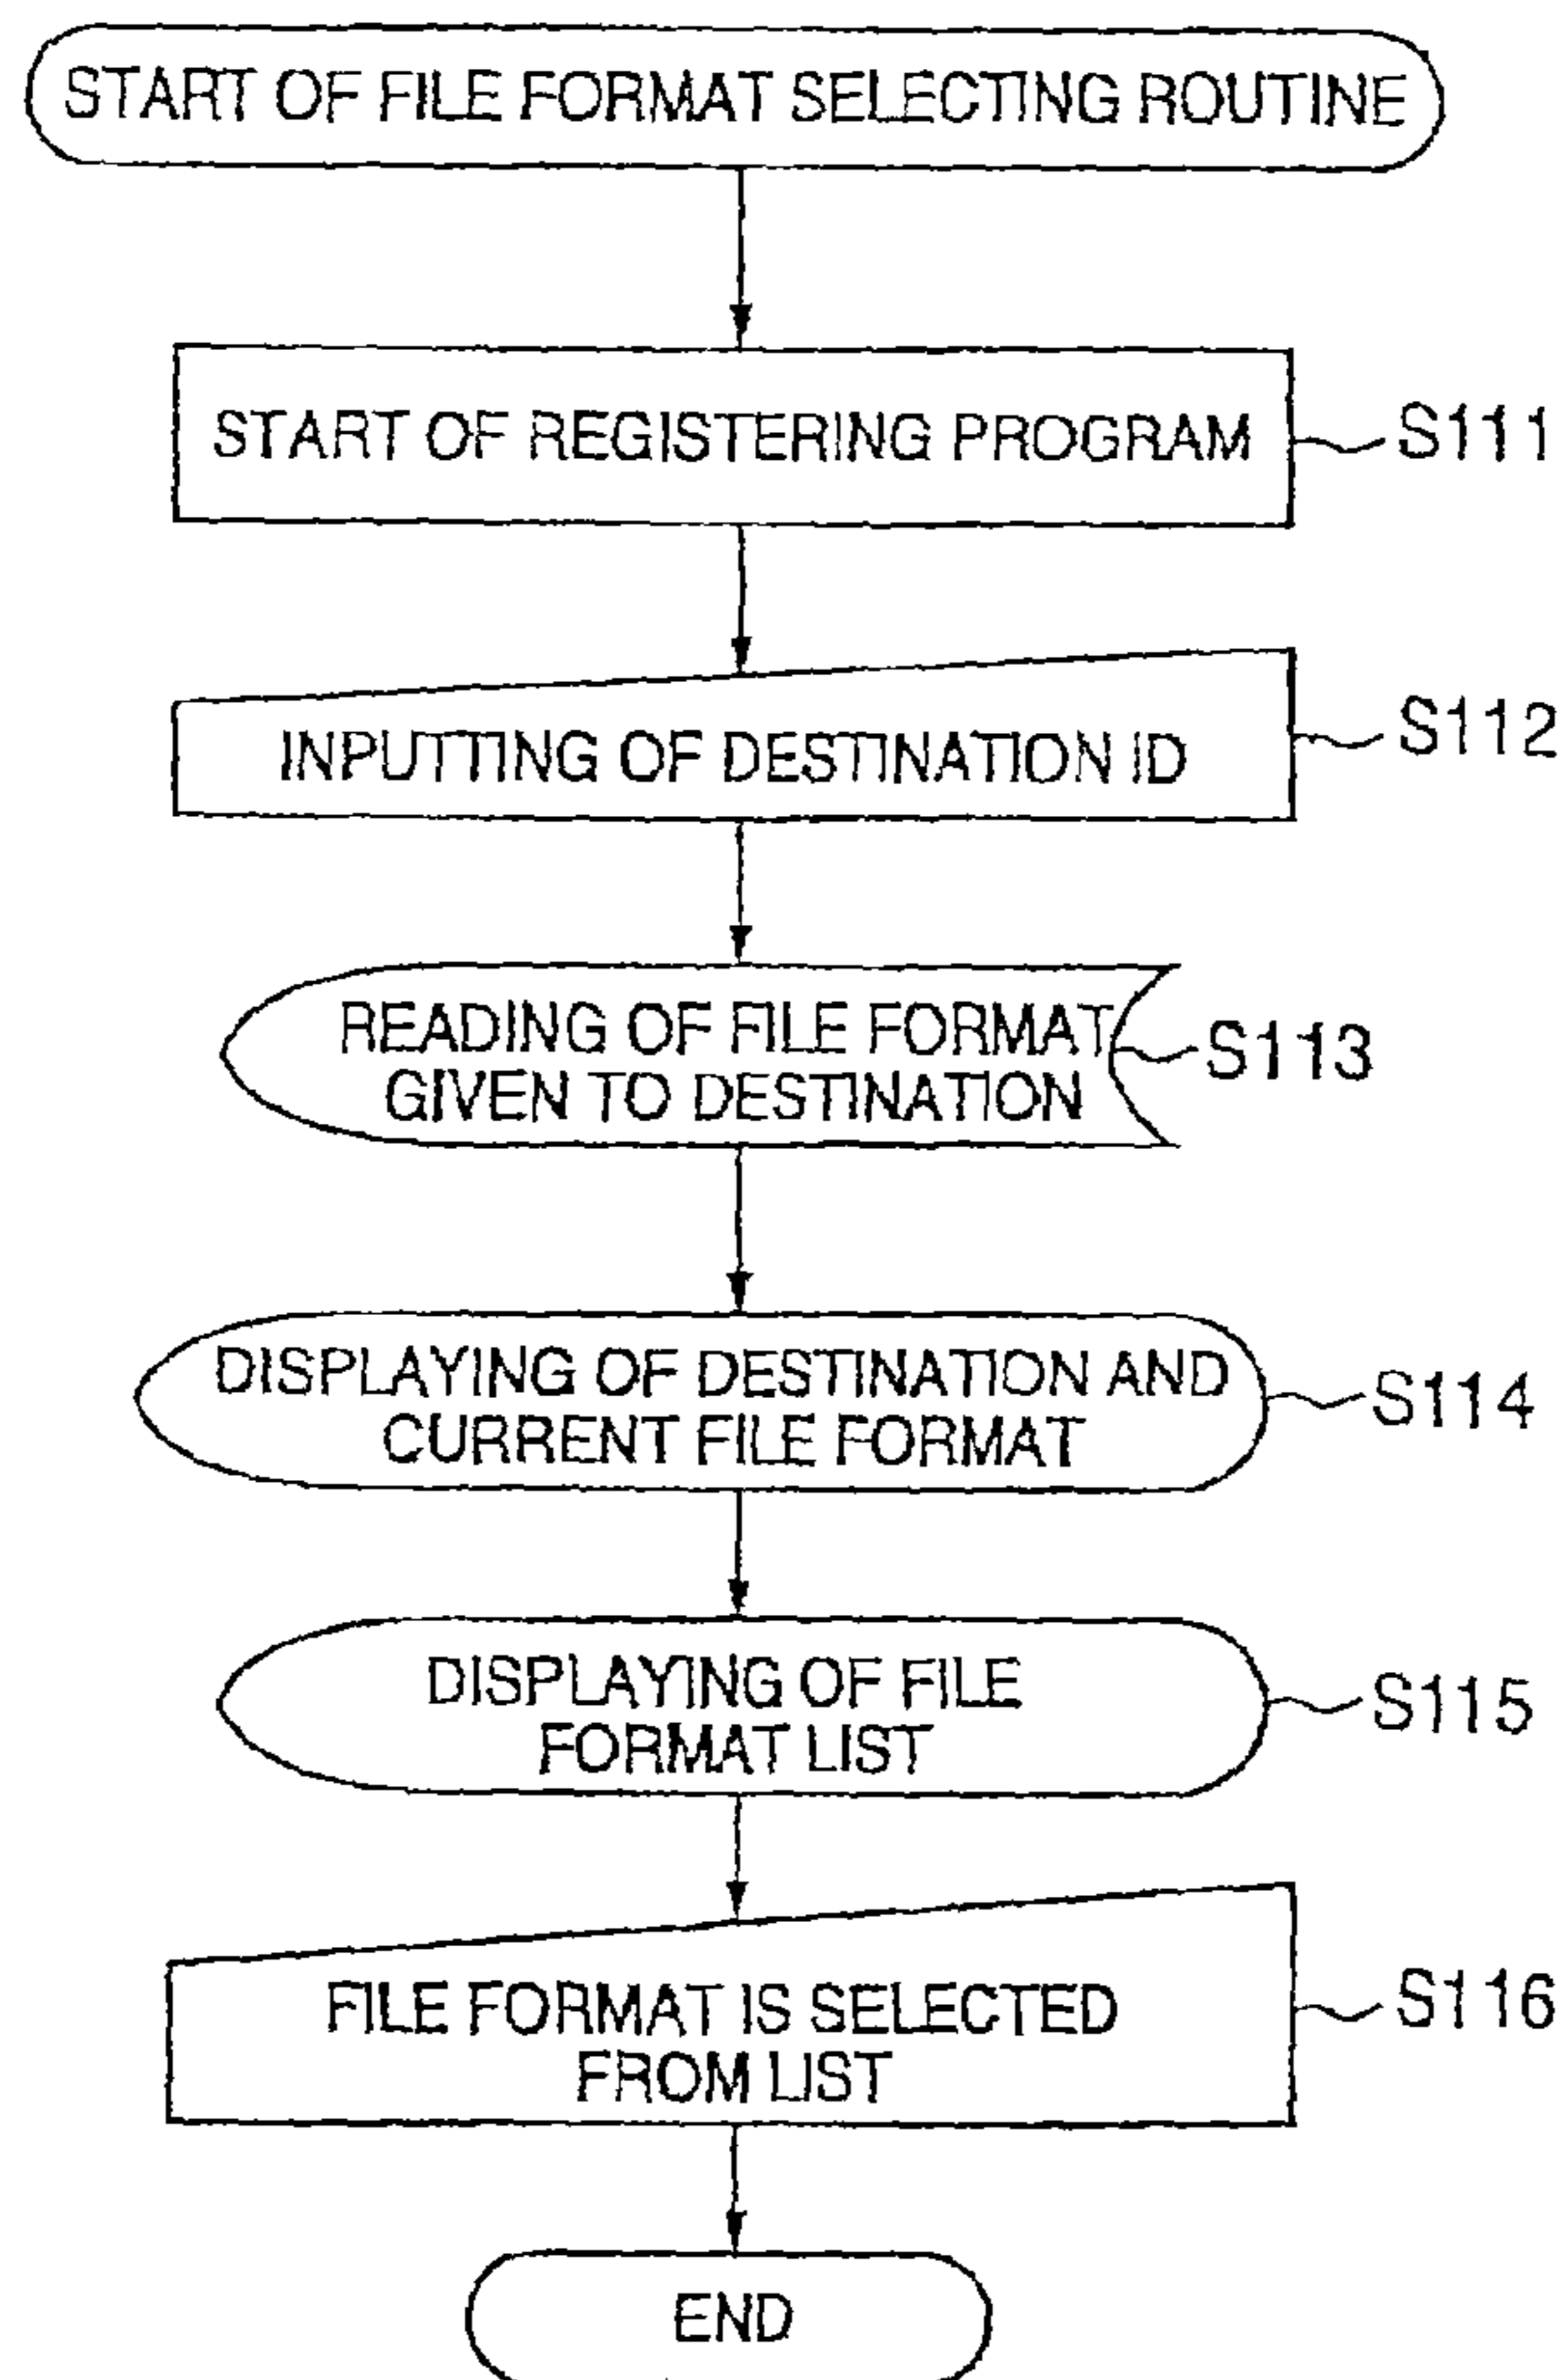 START OF FILE FORMAT SELECTING ROUTINE
START OF REGISTERING PROGRAM
S111
INPUTTING OF DESTINATION ID
S112
READING OF FILE FORMAT
GIVEN TO DESTINATION
S113
DISPLAYING OF DESTINATION AND
CURRENT FILE FORMAT
S114
DISPLAYING OF FILE
FORMAT LIST
S115
FILE FORMAT IS SELECTED
FROM LIST
S116
END